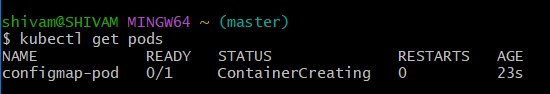 shivam@SHIVAM MINGW64 ~ (master)
$ kubectl get pods
NAME READY STATUS RESTARTS AGE
configmap-pod 0/1 ContainerCreating 0 23s